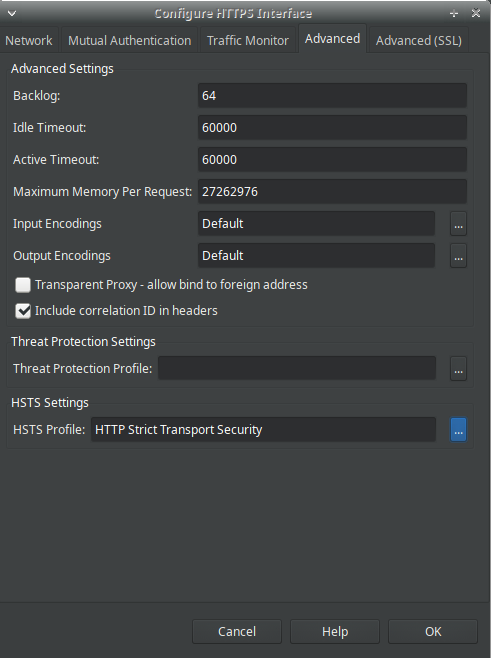 Configure HTTPS Interface
Network Mutual Authentication Traffic Monitor Advanced Advanced (SSL)
Advanced Settings
Backlog: 64
Idle Timeout: 60000
Active Timeout: 60000
Maximum Memory Per Request: 27262976
Input Encodings Default ...
Output Encodings Default ...
Transparent Proxy - allow bind to foreign address
Include correlation ID in headers
Threat Protection Settings
Threat Protection Profile: ...
HSTS Settings
HSTS Profile: HTTP Strict Transport Security ...
Cancel Help OK